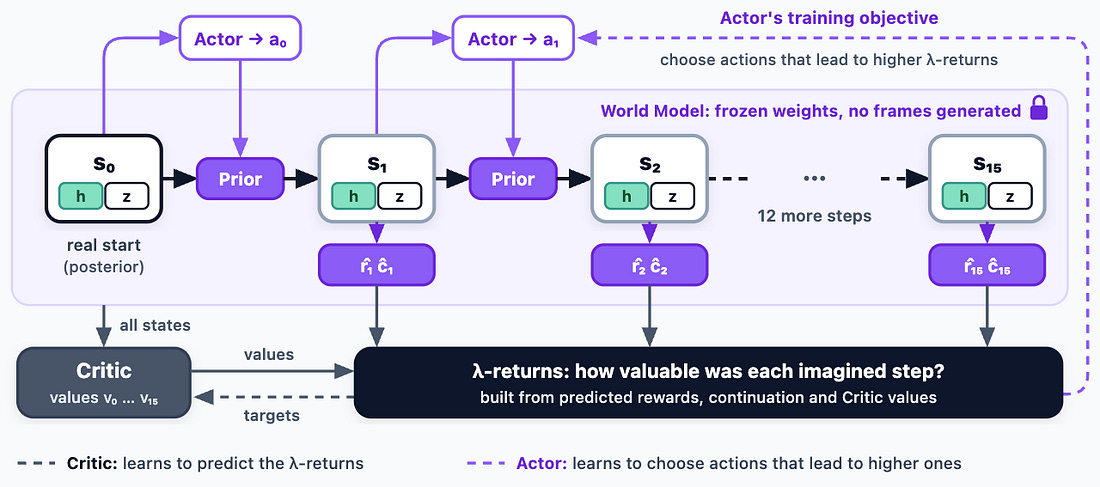 Actor's training objective
Actor → a₀
Actor → a₁
choose actions that lead to higher λ-returns
World Model: frozen weights, no frames generated
S₀
h z
Prior
S₁
h z
Prior
S₂
h z
...
12 more steps
S₁₅
h z
real start
(posterior)
r̂₁ ĉ₁
r̂₂ ĉ₂
r̂₁₅ ĉ₁₅
all states
Critic
values v₀ ... v₁₅
values
targets
λ-returns: how valuable was each imagined step?
built from predicted rewards, continuation and Critic values
Critic: learns to predict the λ-returns
Actor: learns to choose actions that lead to higher ones